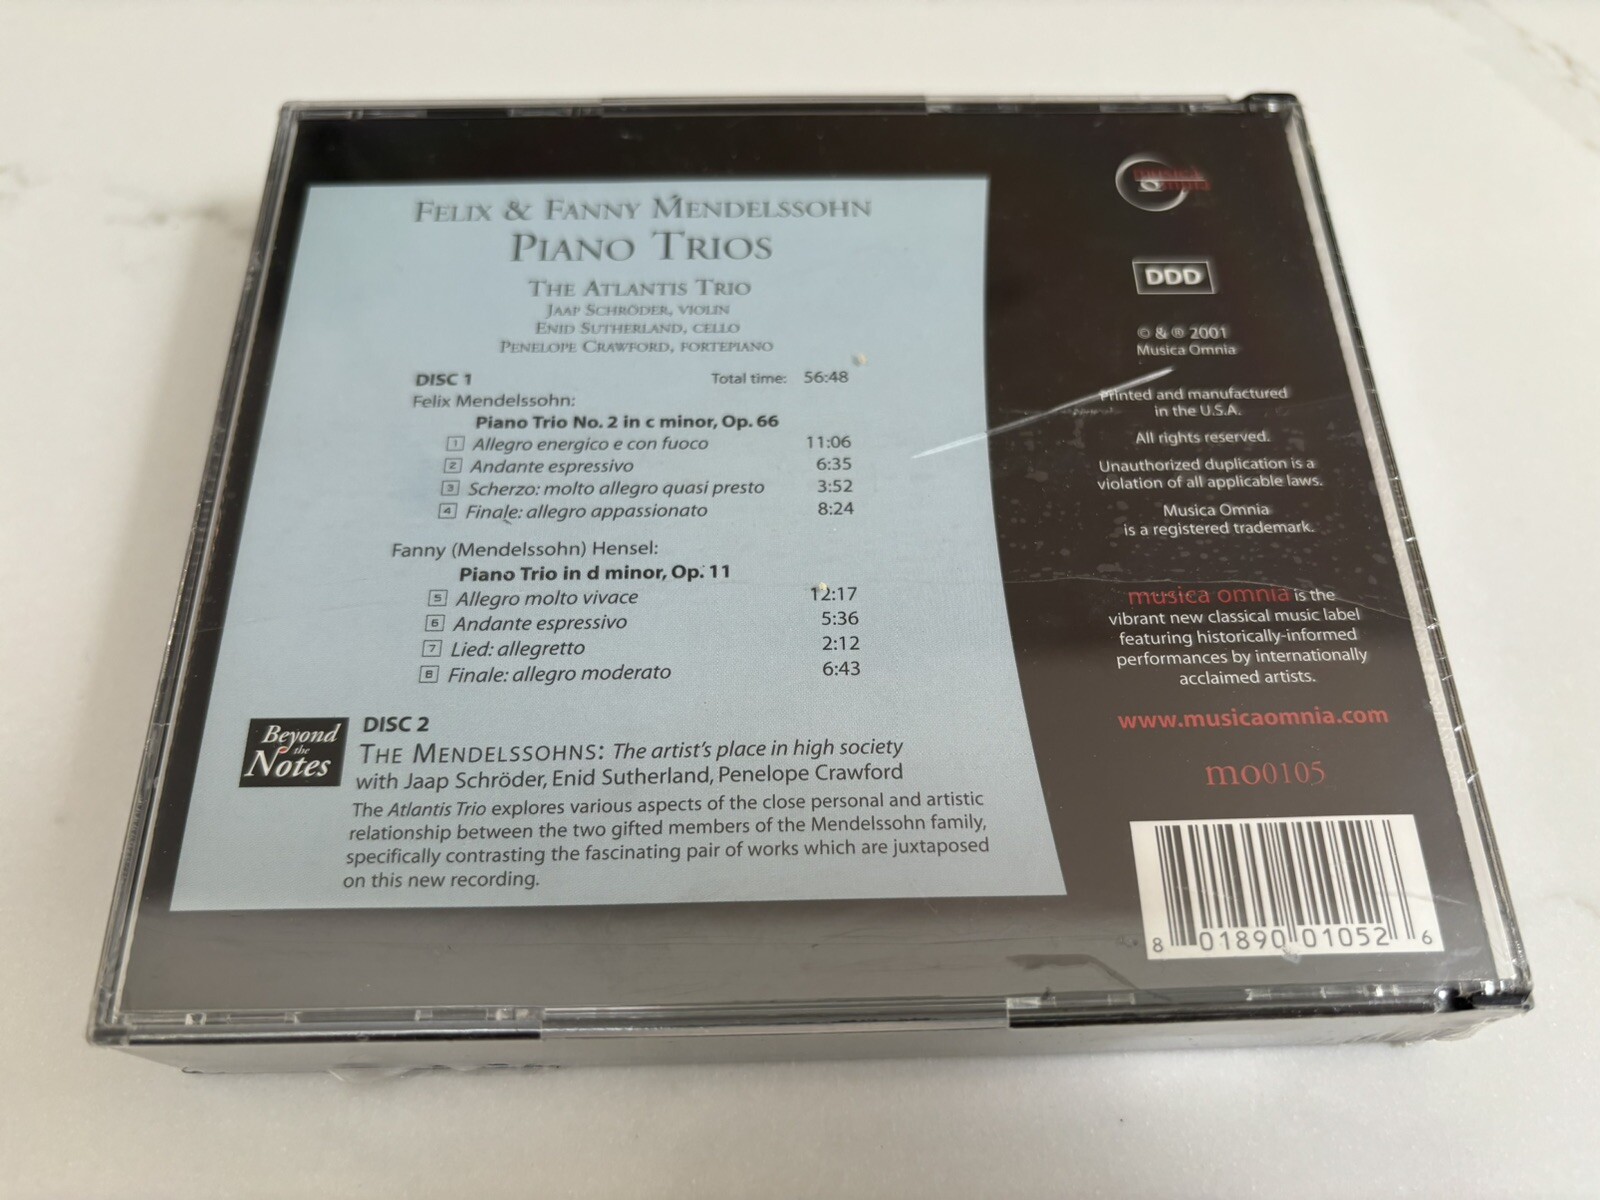 FELIX & FANNY MENDELSSOHN
PIANO TRIOS
THE ATLANTIS TRIO
JAAP SCHRÖDER, VIOLIN
ENID SUTHERLAND, CELLO
PENELOPE CRAWFORD, FORTEPIANO
DISC 1 Total time: 56:48
Felix Mendelssohn:
Piano Trio No. 2 in c minor, Op. 66
1 Allegro energico e con fuoco 11:06
2 Andante espressivo 6:35
3 Scherzo: molto allegro quasi presto 3:52
4 Finale: allegro appassionato 8:24
Fanny (Mendelssohn) Hensel:
Piano Trio in d minor, Op. 11
5 Allegro molto vivace 12:17
6 Andante espressivo 5:36
7 Lied: allegretto 2:12
8 Finale: allegro moderato 6:43
Beyond
the
Notes
DISC 2
THE MENDELSSOHNS: The artist's place in high society
with Jaap Schröder, Enid Sutherland, Penelope Crawford
The Atlantis Trio explores various aspects of the close personal and artistic
relationship between the two gifted members of the Mendelssohn family,
specifically contrasting the fascinating pair of works which are juxtaposed
on this new recording.
musica
omnia
DDD
© & ® 2001
Musica Omnia
Printed and manufactured
in the U.S.A.
All rights reserved.
Unauthorized duplication is a
violation of all applicable laws.
Musica Omnia
is a registered trademark.
musica omnia is the
vibrant new classical music label
featuring historically-informed
performances by internationally
acclaimed artists.
www.musicaomnia.com
mo0105
8 01890 01052 6